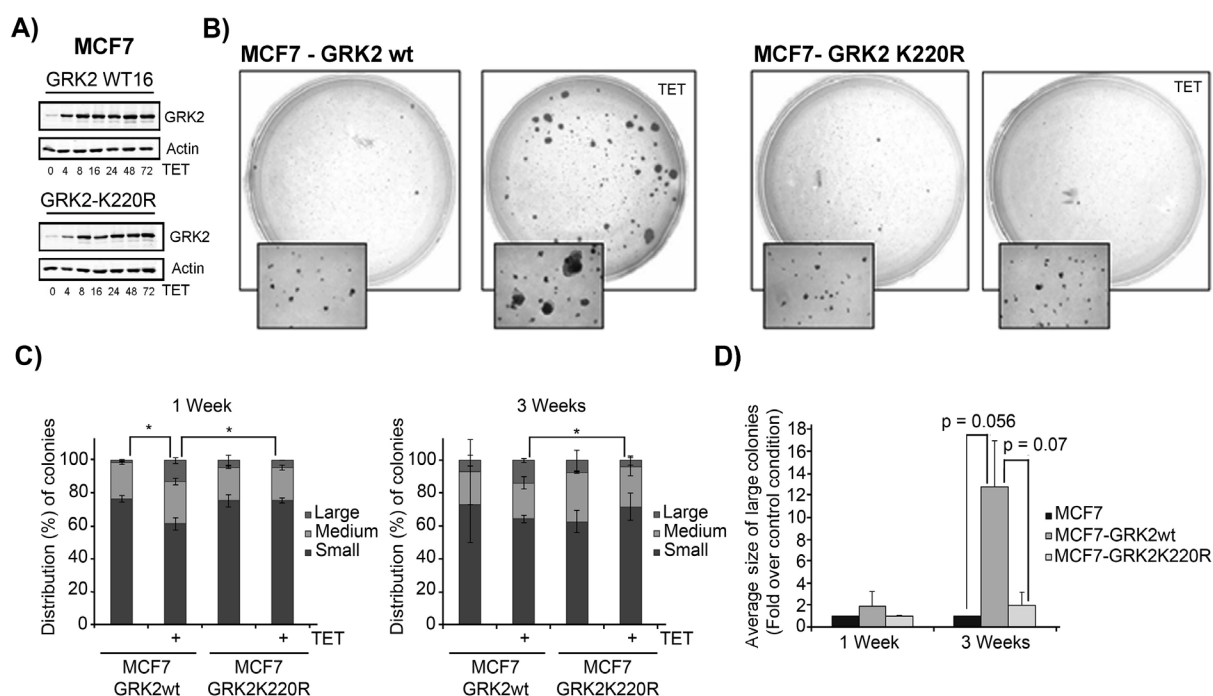 A)
MCF7
GRK2 WT16
GRK2
Actin
0 4 8 16 24 48 72 TET
GRK2-K220R
GRK2
Actin
0 4 8 16 24 48 72 TET
B)
MCF7 - GRK2 wt
TET
MCF7- GRK2 K220R
TET
C)
1 Week
Distribution (%) of colonies
100
80
60
40
20
0
* *
Large
Medium
Small
+ + TET
MCF7 GRK2wt
MCF7 GRK2K220R
3 Weeks
Distribution (%) of colonies
100
80
60
40
20
0
*
Large
Medium
Small
+ + TET
MCF7 GRK2wt
MCF7 GRK2K220R
D)
Average size of large colonies
(Fold over control condition)
18
16
14
12
10
8
6
4
2
0
p = 0.056
p = 0.07
MCF7
MCF7-GRK2wt
MCF7-GRK2K220R
1 Week
3 Weeks